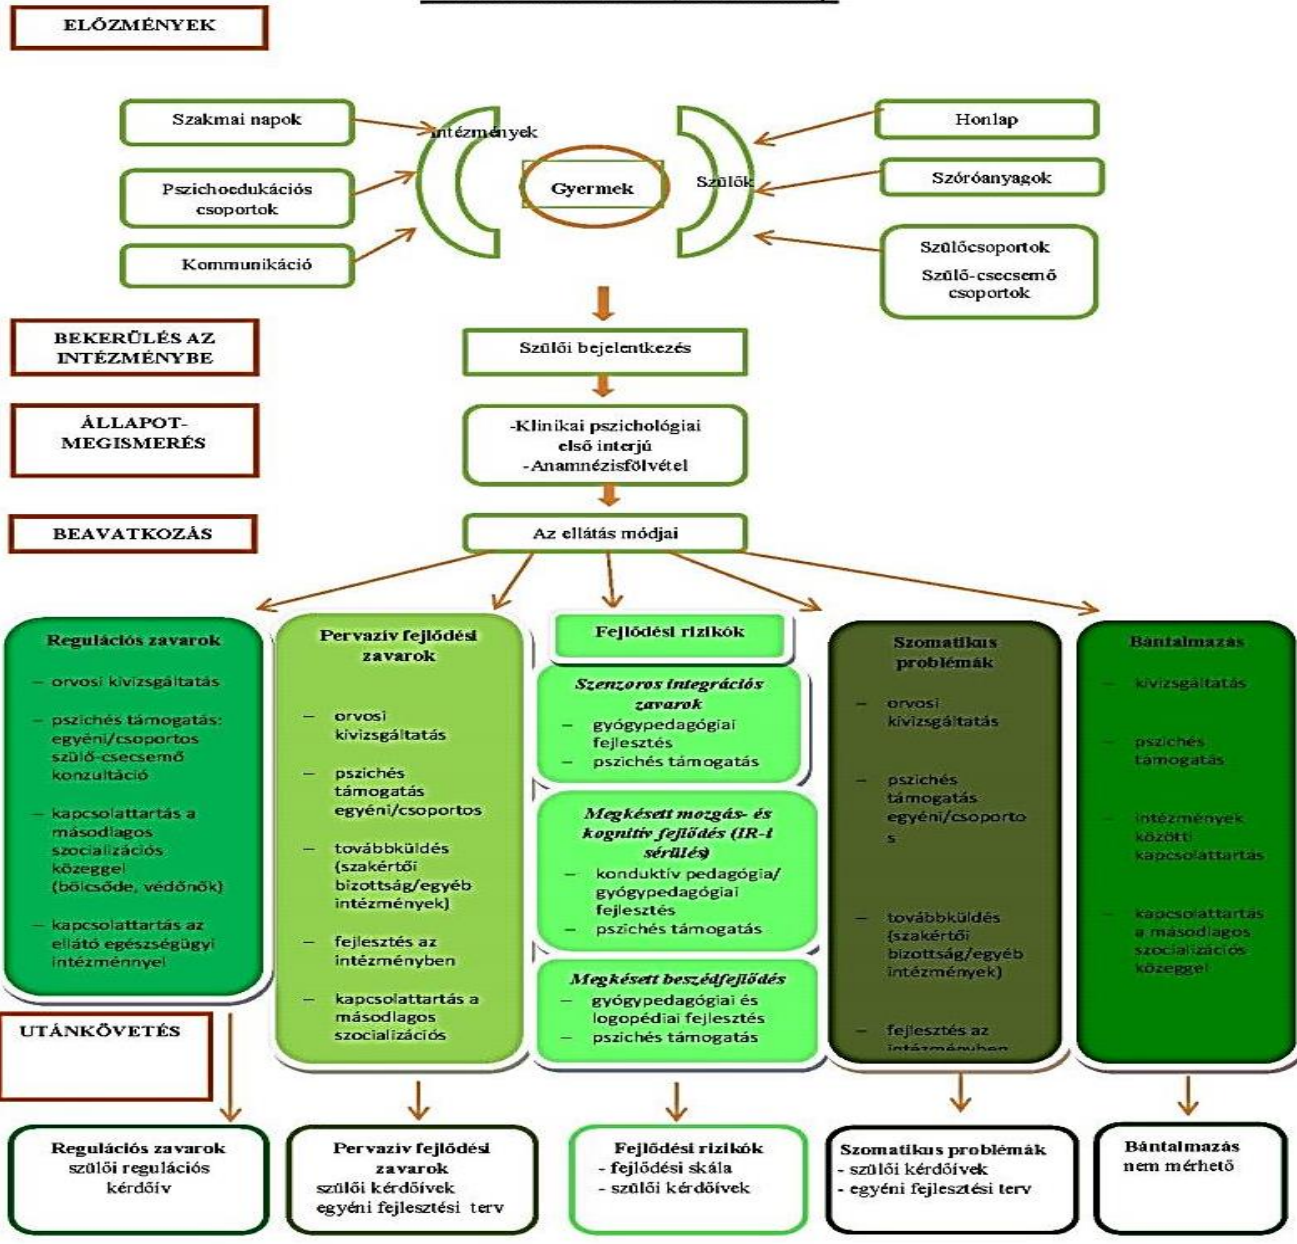 ELŐZMÉNYEK
Szakmai napok
Pszichoedukációs
csoportok
Kommunikáció
intézmények
Gyermek
Szülők
Honlap
Szóróanyagok
Szülőcsoportok
Szülő-csecsemő
csoportok
BEKERÜLÉS AZ
INTÉZMÉNYBE
Szülői bejelentkezés
ÁLLAPOT-
MEGISMERÉS
-Klinikai pszichológiai
első interjú
-Anamnézisfölvétel
BEAVATKOZÁS
Az ellátás módjai
Regulációs zavarok
– orvosi kivizsgáltatás
– pszichés támogatás:
egyéni/csoportos
szülő-csecsemő
konzultáció
– kapcsolattartás a
másodlagos
szocializációs
közeggel
(bölcsőde, védőnők)
– kapcsolattartás az
ellátó egészségügyi
intézménnyel
Pervazív fejlődési
zavarok
– orvosi
kivizsgáltatás
– pszichés
támogatás
egyéni/csoportos
– továbbküldés
(szakértői
bizottság/egyéb
intézmények)
– fejlesztés az
intézményben
– kapcsolattartás a
másodlagos
szocializációs
Fejlődési rizikók
Szenzoros integrációs
zavarok
– gyógypedagógiai
fejlesztés
– pszichés támogatás
Megkésett mozgás- és
kognitív fejlődés (IR-i
sérülés)
– konduktív pedagógia/
gyógypedagógiai
fejlesztés
– pszichés támogatás
Megkésett beszédfejlődés
– gyógypedagógiai és
logopédiai fejlesztés
– pszichés támogatás
Szomatikus
problémák
– orvosi
kivizsgáltatás
– pszichés
támogatás
egyéni/csoporto
s
– továbbküldés
(szakértői
bizottság/egyéb
intézmények)
– fejlesztés az
intézményben
Bántalmazás
– kivizsgáltatás
– pszichés
támogatás
– intézmények
közötti
kapcsolattartás
– kapcsolattartás
a másodlagos
szocializációs
közeggel
UTÁNKÖVETÉS
Regulációs zavarok
szülői regulációs
kérdőív
Pervazív fejlődési
zavarok
szülői kérdőívek
egyéni fejlesztési terv
Fejlődési rizikók
- fejlődési skála
- szülői kérdőívek
Szomatikus problémák
- szülői kérdőívek
- egyéni fejlesztési terv
Bántalmazás
nem mérhető